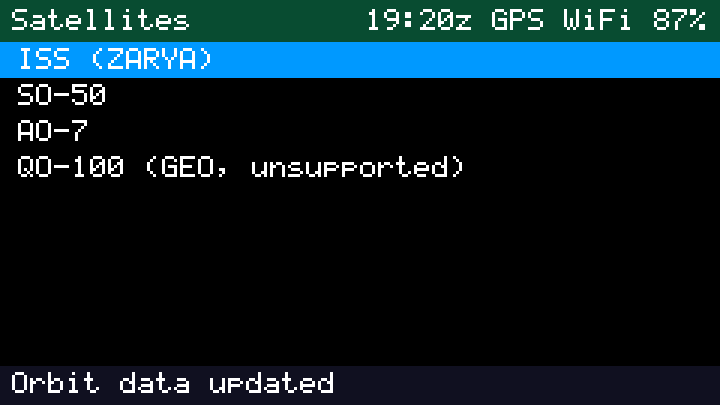 Satellites 19:20z GPS WiFi 87%
ISS (ZARYA)
SO-50
AO-7
QO-100 (GEO, unsupported)
Orbit data updated